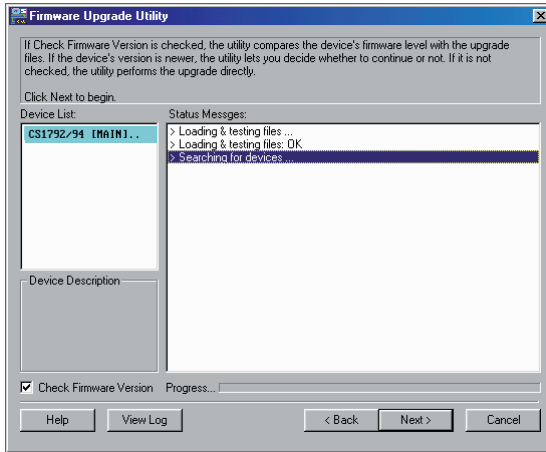 Firmware Upgrade Utility
If Check Firmware Version is checked, the utility compares the device's firmware level with the upgrade
files. If the device's version is newer, the utility lets you decide whether to continue or not. If it is not
checked, the utility performs the upgrade directly.
Click Next to begin.
Device List:
Status Messges:
CS1792/94 [MAIN]..
> Loading & testing files ...
> Loading & testing files: OK
> Searching for devices ...
Device Description
Check Firmware Version
Progress...
Help
View Log
< Back
Next >
Cancel